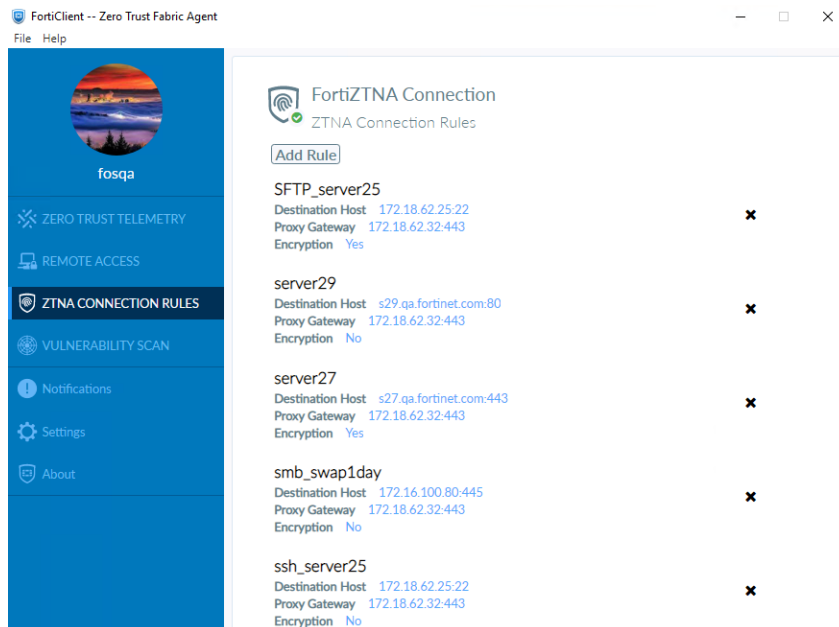 FortiClient -- Zero Trust Fabric Agent
File Help
fosqa
ZERO TRUST TELEMETRY
REMOTE ACCESS
ZTNA CONNECTION RULES
VULNERABILITY SCAN
Notifications
Settings
About
FortiZTNA Connection
ZTNA Connection Rules
Add Rule
SFTP_server25
Destination Host 172.18.62.25:22
Proxy Gateway 172.18.62.32:443
Encryption Yes
server29
Destination Host s29.qa.fortinet.com:80
Proxy Gateway 172.18.62.32:443
Encryption No
server27
Destination Host s27.qa.fortinet.com:443
Proxy Gateway 172.18.62.32:443
Encryption Yes
smb_swap1day
Destination Host 172.16.100.80:445
Proxy Gateway 172.18.62.32:443
Encryption No
ssh_server25
Destination Host 172.18.62.25:22
Proxy Gateway 172.18.62.32:443
Encryption No